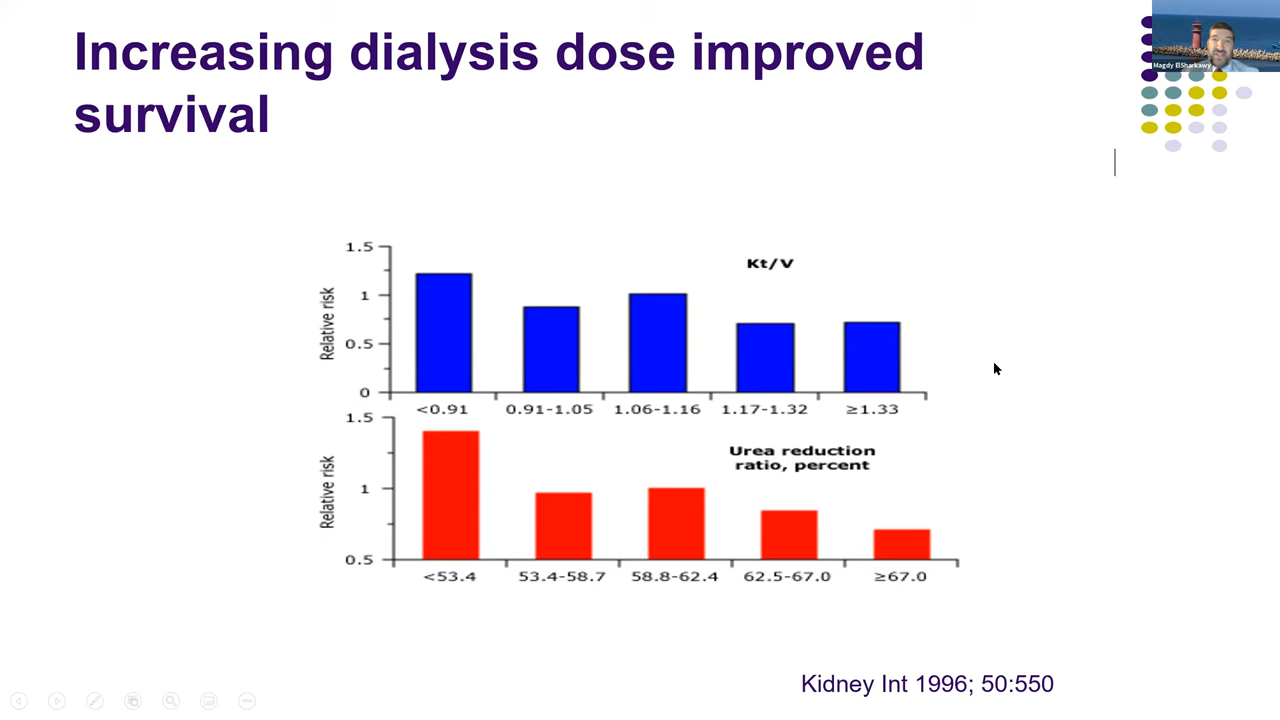 Increasing dialysis dose improved
survival
Magdy ElSharkawy
Kt/V
Relative risk
1.5
1
0.5
0
<0.91 0.91-1.05 1.06-1.16 1.17-1.32 ≥1.33
Urea reduction
ratio, percent
Relative risk
1.5
1
0.5
<53.4 53.4-58.7 58.8-62.4 62.5-67.0 ≥67.0
Kidney Int 1996; 50:550